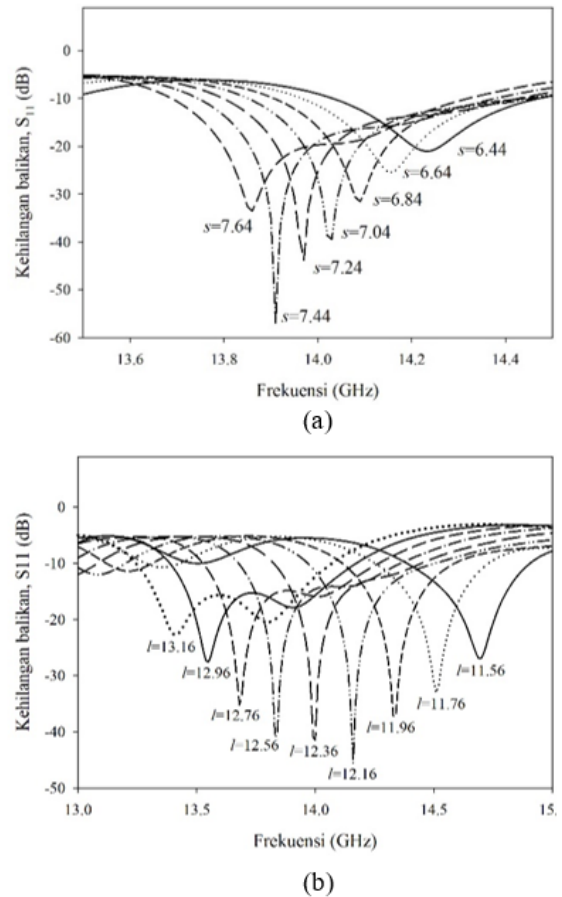 0
-10
-20
-30
-40
-50
-60
Kehilangan balikan, S₁₁ (dB)
s=6.44
s=6.64
s=6.84
s=7.64
s=7.04
s=7.24
s=7.44
13,6
13.8
14.0
14.2
14.4
Frekuensi (GHz)
(a)
0
-10
-20
-30
-40
-50
Kehilangan balikan, S11 (dB)
l=13.16
l=12.96
l=11.56
l=11.76
l=12.76
l=11.96
l=12.56
l=12.36
l=12.16
13.0
13.5
14.0
14.5
15.
Frekuensi (GHz)
(b)